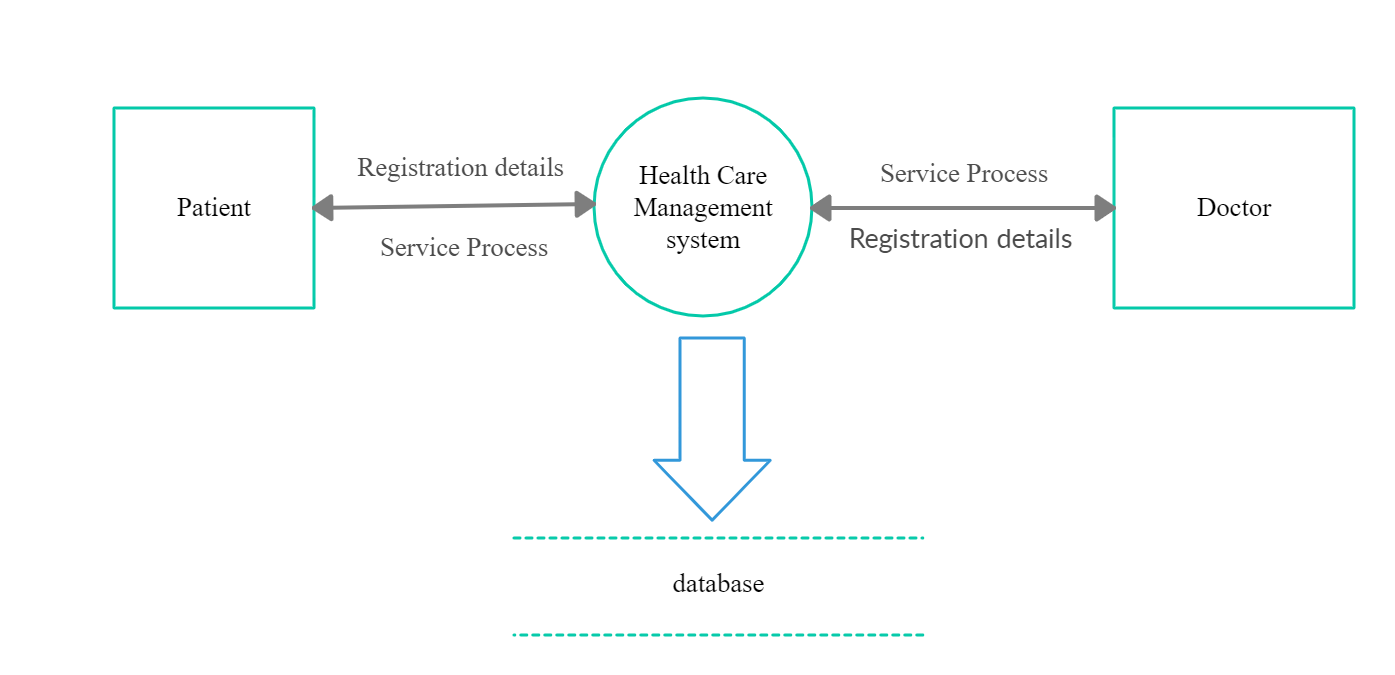 Registration details
Service Process
Patient
Health Care
Management
system
Service Process
Registration details
Doctor
database